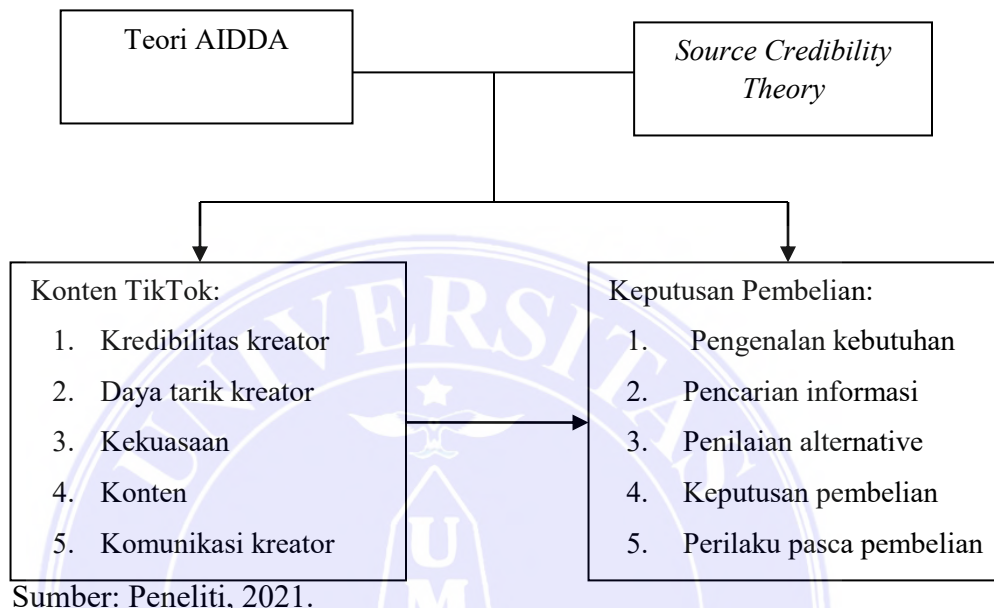 Teori AIDDA
Source Credibility
Theory
Konten TikTok:
1. Kredibilitas kreator
2. Daya tarik kreator
3. Kekuasaan
4. Konten
5. Komunikasi kreator
Keputusan Pembelian:
1. Pengenalan kebutuhan
2. Pencarian informasi
3. Penilaian alternative
4. Keputusan pembelian
5. Perilaku pasca pembelian
Sumber: Peneliti, 2021.
UNIVERSITAS
U
M